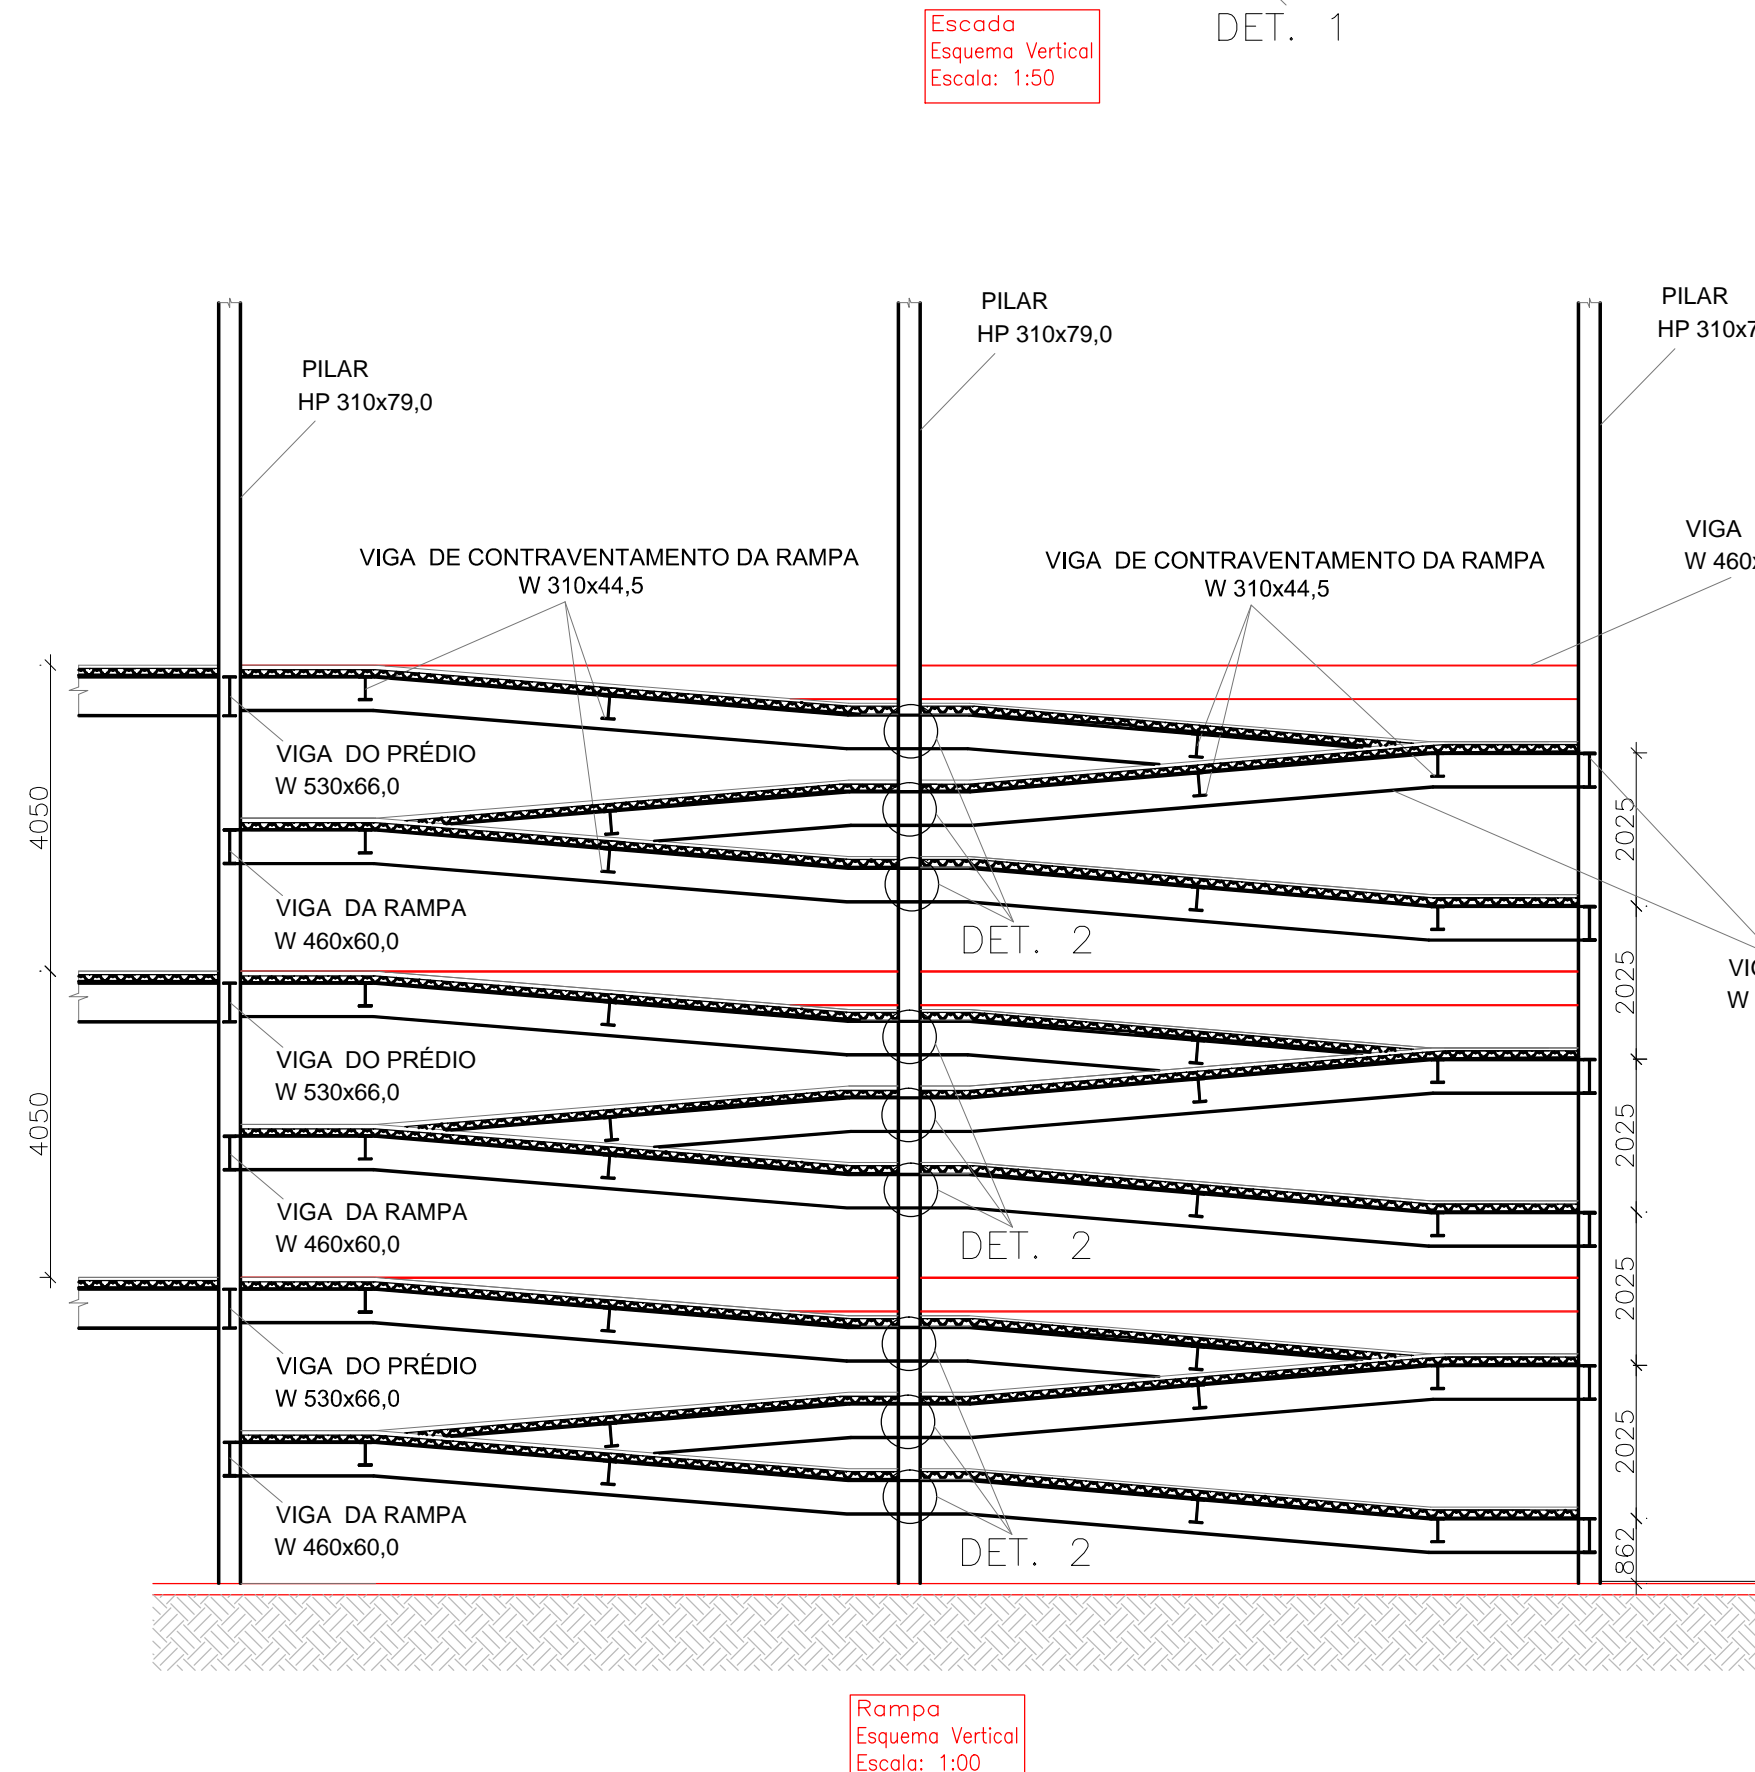 Escada
Esquema Vertical
Escala: 1:50
DET. 1
PILAR
HP 310x79,0
PILAR
HP 310x79,0
PILAR
HP 310x7
VIGA DE CONTRAVENTAMENTO DA RAMPA
W 310x44,5
VIGA DE CONTRAVENTAMENTO DA RAMPA
W 310x44,5
VIGA
W 460
VIGA DO PRÉDIO
W 530x66,0
4050
2025
VIGA DA RAMPA
W 460x60,0
DET. 2
2025
VIG
W
VIGA DO PRÉDIO
W 530x66,0
4050
2025
VIGA DA RAMPA
W 460x60,0
DET. 2
2025
VIGA DO PRÉDIO
W 530x66,0
2025
VIGA DA RAMPA
W 460x60,0
DET. 2
862
Rampa
Esquema Vertical
Escala: 1:00